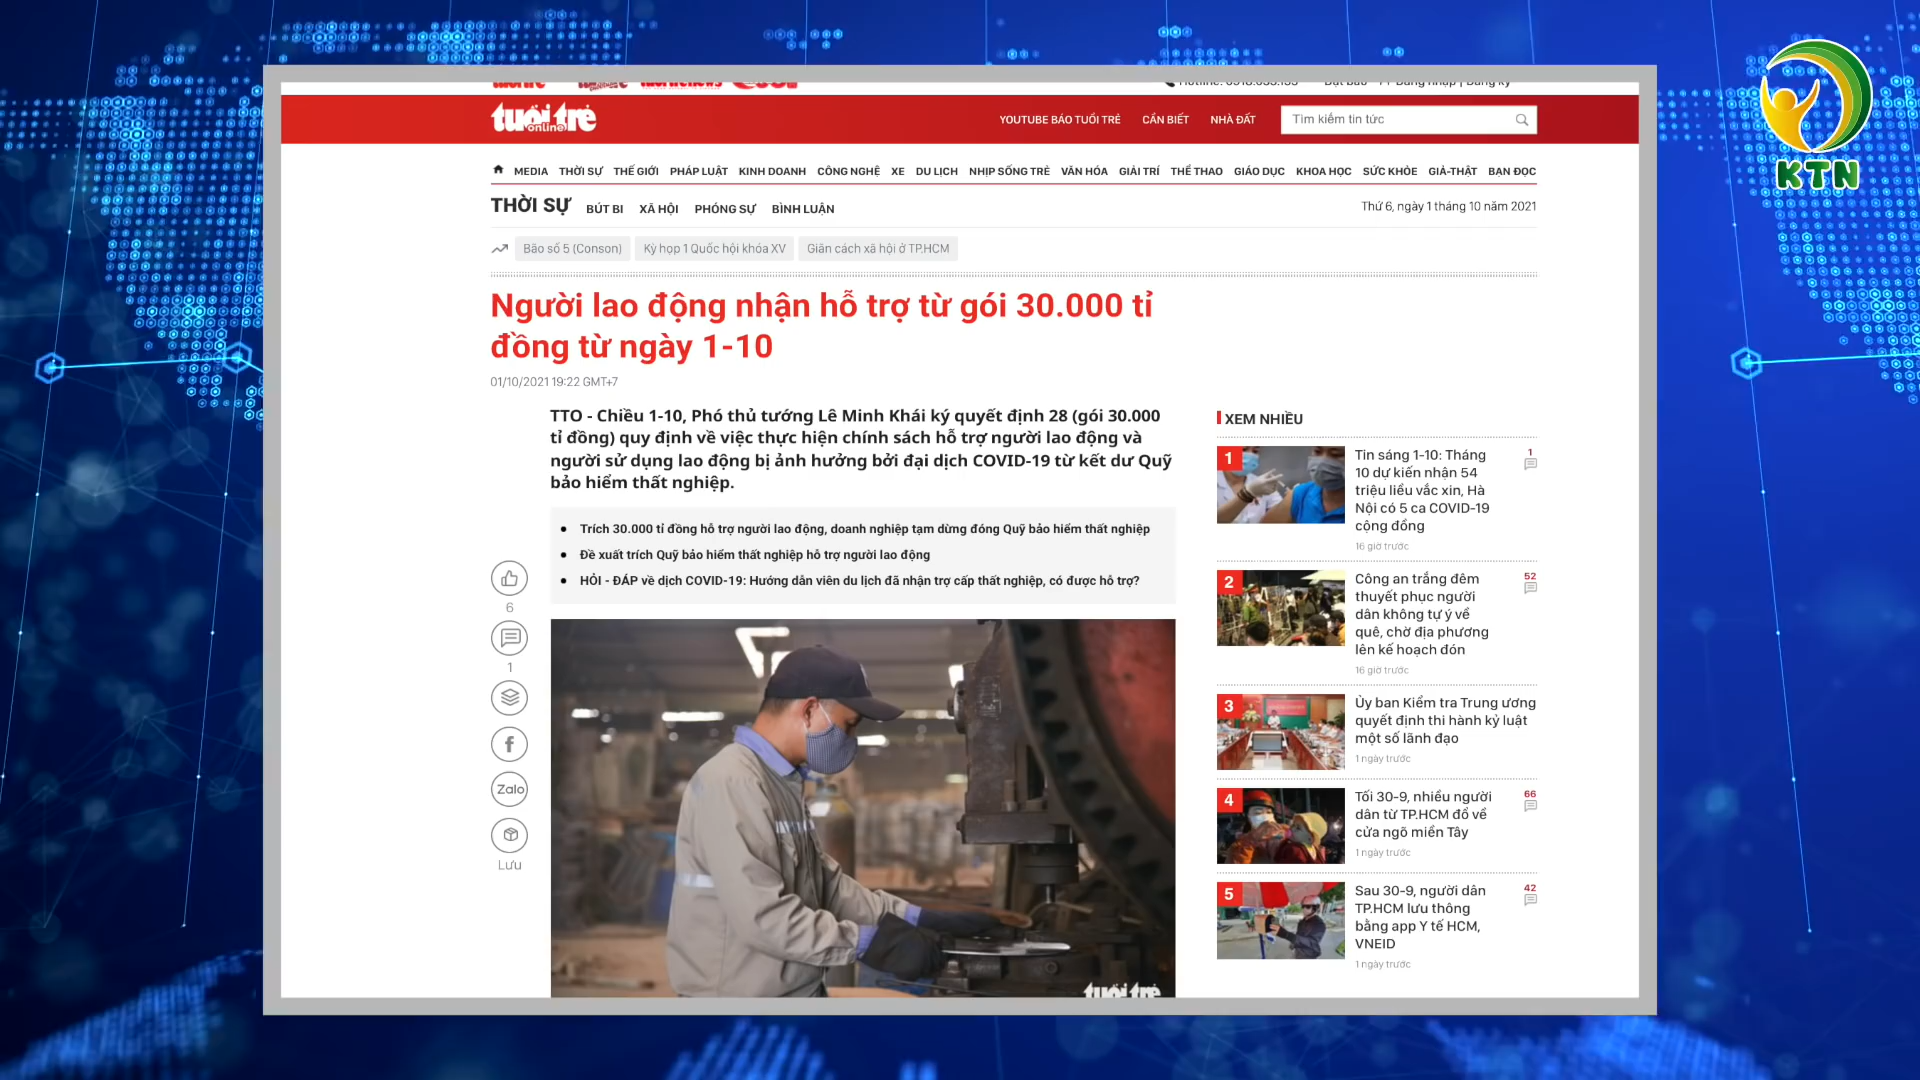 tuổi trẻ online
YOUTUBE BÁO TUỔI TRẺ CẦN BIẾT NHÀ ĐẤT Tìm kiếm tin tức
KTN
MEDIA THỜI SỰ THẾ GIỚI PHÁP LUẬT KINH DOANH CÔNG NGHỆ XE DU LỊCH NHỊP SỐNG TRẺ VĂN HÓA GIẢI TRÍ THỂ THAO GIÁO DỤC KHOA HỌC SỨC KHỎE GIẢ-THẬT BẠN ĐỌC
THỜI SỰ BÚT BI XÃ HỘI PHÓNG SỰ BÌNH LUẬN
Thứ 6, ngày 1 tháng 10 năm 2021
Bão số 5 (Conson) Kỳ họp 1 Quốc hội khóa XV Giãn cách xã hội ở TP.HCM
Người lao động nhận hỗ trợ từ gói 30.000 tỉ
đồng từ ngày 1-10
01/10/2021 19:22 GMT+7
TTO - Chiều 1-10, Phó thủ tướng Lê Minh Khái ký quyết định 28 (gói 30.000
tỉ đồng) quy định về việc thực hiện chính sách hỗ trợ người lao động và
người sử dụng lao động bị ảnh hưởng bởi đại dịch COVID-19 từ kết dư Quỹ
bảo hiểm thất nghiệp.
Trích 30.000 tỉ đồng hỗ trợ người lao động, doanh nghiệp tạm dừng đóng Quỹ bảo hiểm thất nghiệp
Đề xuất trích Quỹ bảo hiểm thất nghiệp hỗ trợ người lao động
HỎI - ĐÁP về dịch COVID-19: Hướng dẫn viên du lịch đã nhận trợ cấp thất nghiệp, có được hỗ trợ?
6
1
f
Zalo
Lưu
tuổi trẻ
XEM NHIỀU
1
Tin sáng 1-10: Tháng
10 dự kiến nhận 54
triệu liều vắc xin, Hà
Nội có 5 ca COVID-19
cộng đồng
16 giờ trước
1
2
Công an trắng đêm
thuyết phục người
dân không tự ý về
quê, chờ địa phương
lên kế hoạch đón
16 giờ trước
52
3
Ủy ban Kiểm tra Trung ương
quyết định thi hành kỷ luật
một số lãnh đạo
1 ngày trước
4
Tối 30-9, nhiều người
dân từ TP.HCM đổ về
cửa ngõ miền Tây
1 ngày trước
66
5
Sau 30-9, người dân
TP.HCM lưu thông
bằng app Y tế HCM,
VNEID
1 ngày trước
42